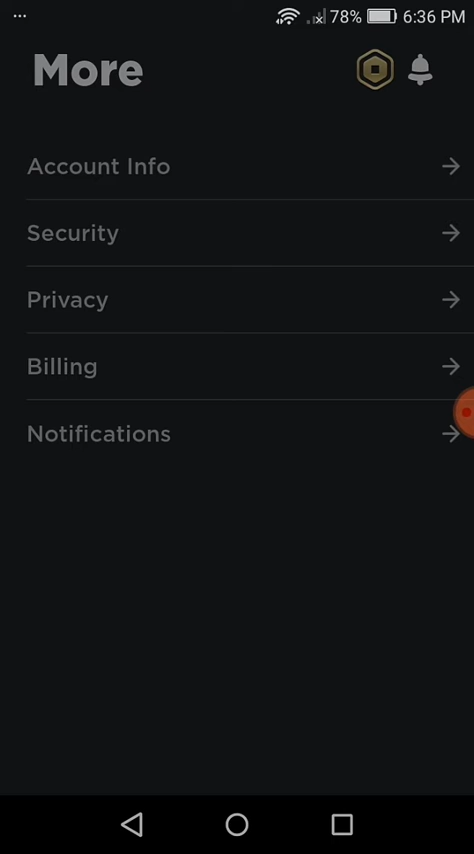 ... 78% 6:36 PM
More
Account Info
Security
Privacy
Billing
Notifications